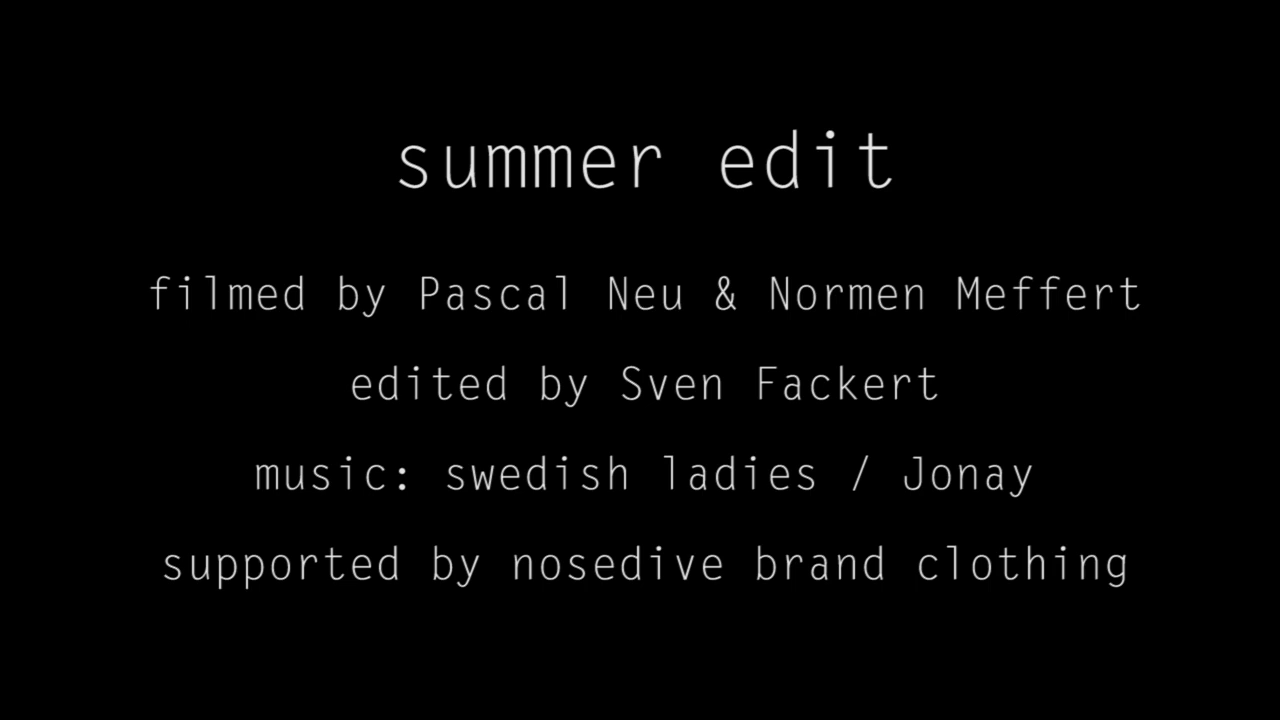 summer edit
filmed by Pascal Neu & Normen Meffert
edited by Sven Fackert
music: swedish ladies / Jonay
supported by nosedive brand clothing